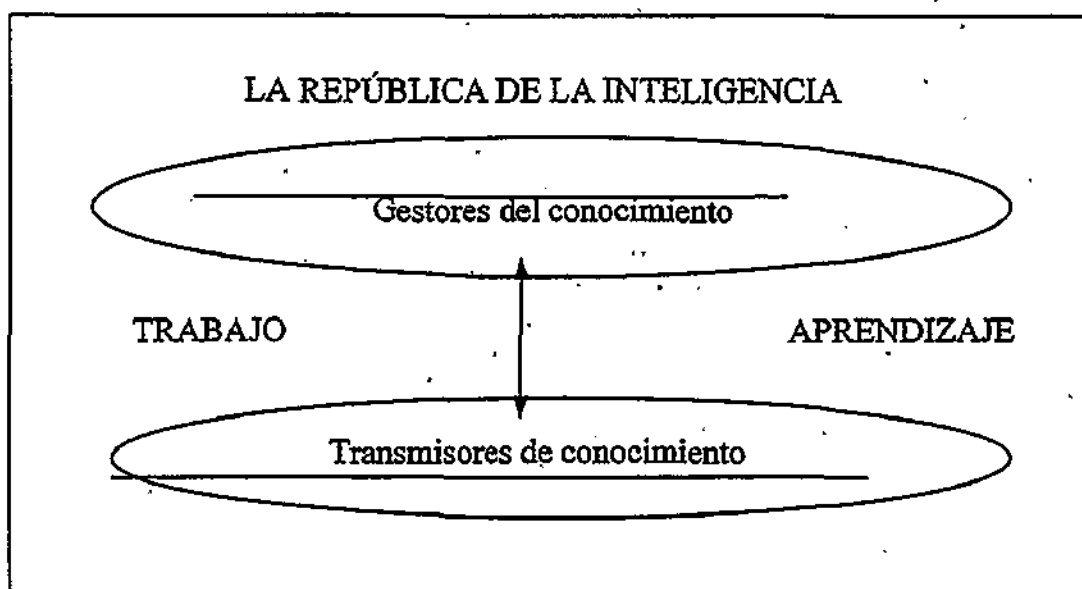 LA REPÚBLICA DE LA INTELIGENCIA
Gestores del conocimiento
TRABAJO
APRENDIZAJE
Transmisores de conocimiento